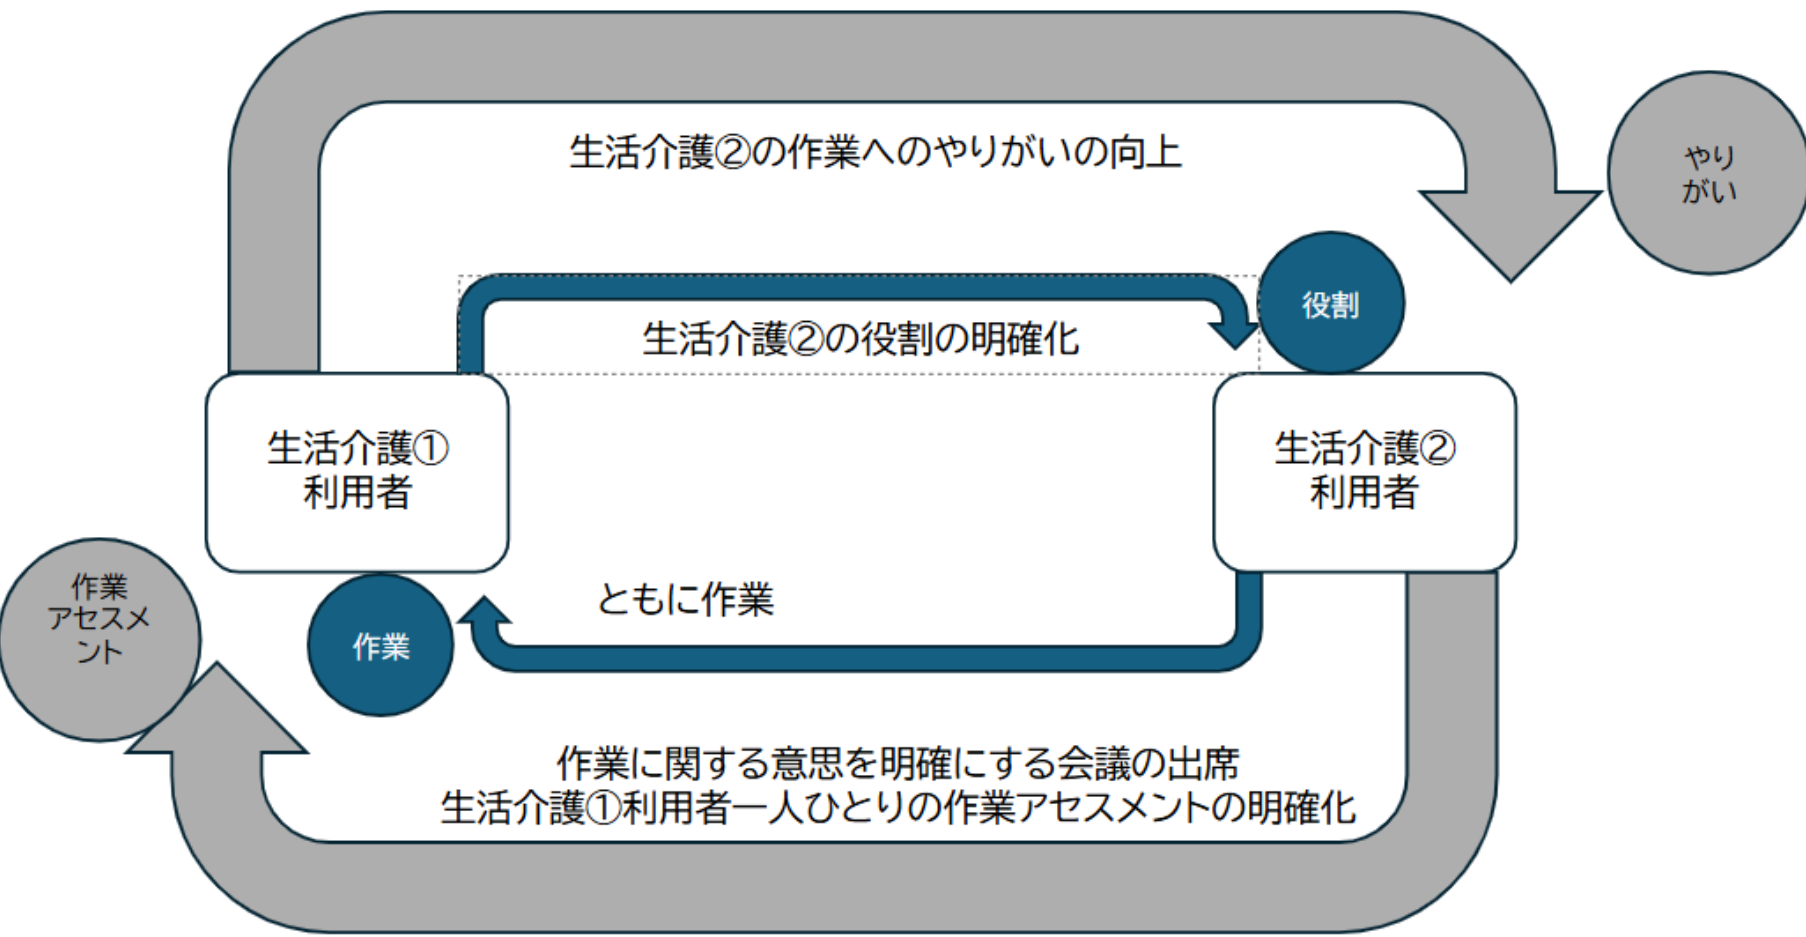 生活介護②の作業へのやりがいの向上
やり
がい
役割
生活介護②の役割の明確化
生活介護①
利用者
生活介護②
利用者
作業
アセスメ
ント
ともに作業
作業
作業に関する意思を明確にする会議の出席
生活介護①利用者一人ひとりの作業アセスメントの明確化